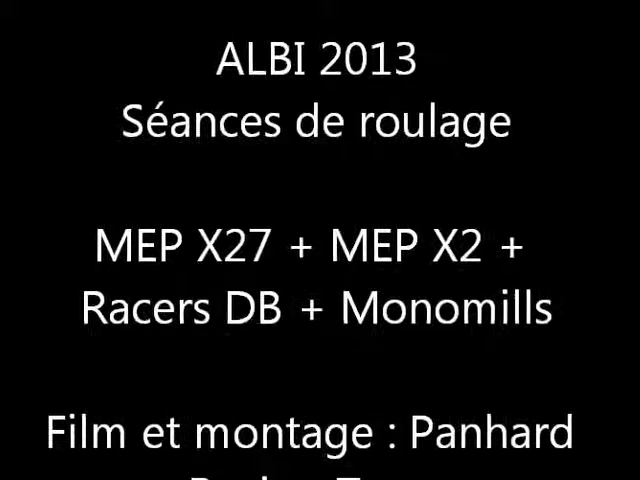 ALBI 2013
Séances de roulage
MEP X27 + MEP X2 +
Racers DB + Monomills
Film et montage : Panhard